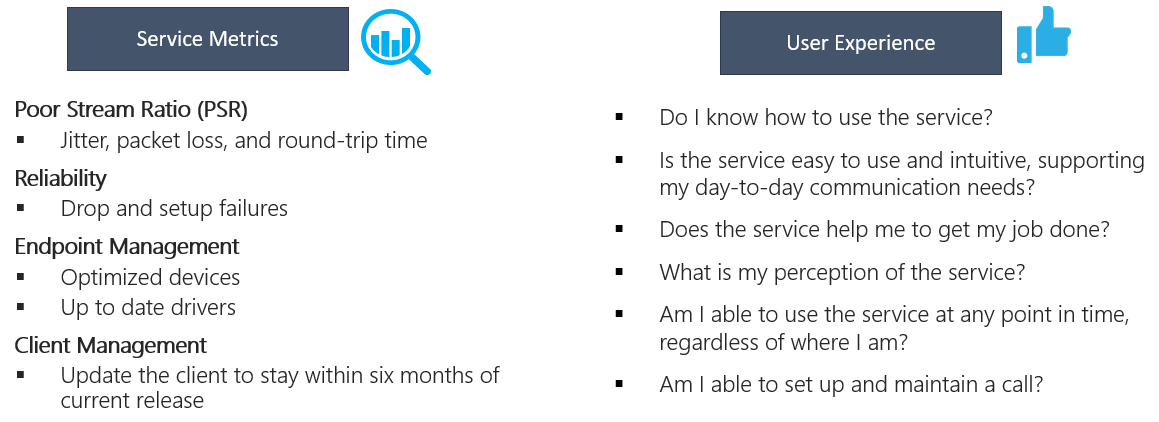 Service Metrics
Poor Stream Ratio (PSR)
▪ Jitter, packet loss, and round-trip time
Reliability
▪ Drop and setup failures
Endpoint Management
▪ Optimized devices
▪ Up to date drivers
Client Management
▪ Update the client to stay within six months of
current release
User Experience
▪ Do I know how to use the service?
▪ Is the service easy to use and intuitive, supporting
my day-to-day communication needs?
▪ Does the service help me to get my job done?
▪ What is my perception of the service?
▪ Am I able to use the service at any point in time,
regardless of where I am?
▪ Am I able to set up and maintain a call?